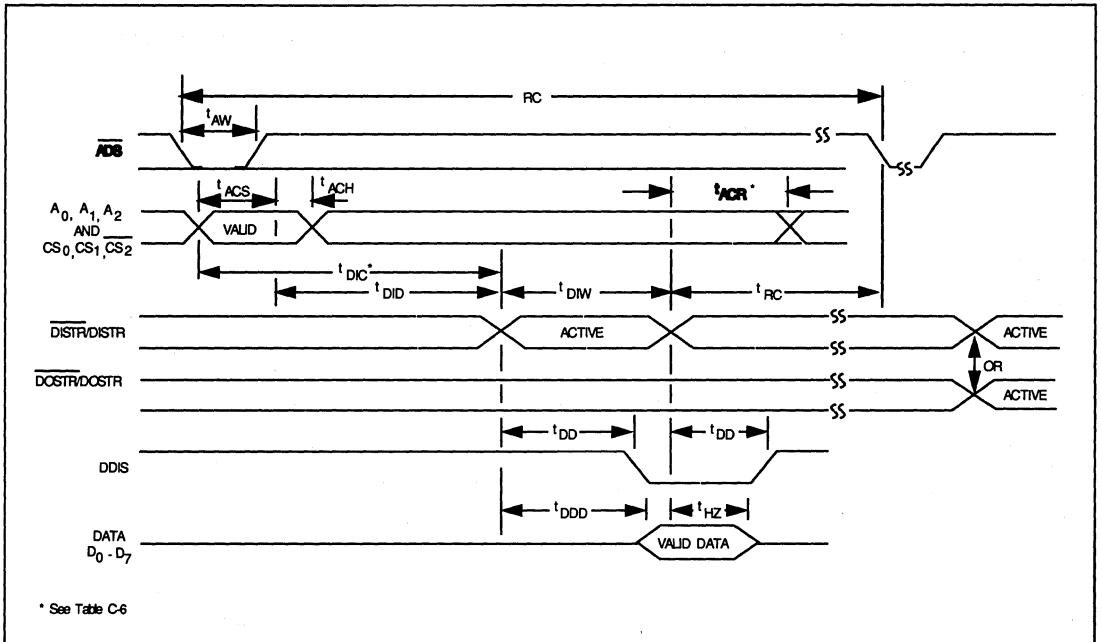 RC
tAW
ADS
tACS
tACH
tACR*
A0, A1, A2
AND
CS0, CS1, CS2
VALID
tDIC*
tDID
tDIW
tRC
DISTR/DISTR
ACTIVE
ACTIVE
OR
DOSTR/DOSTR
ACTIVE
tDD
tDD
DDIS
tDDD
tHZ
DATA
D0 - D7
VALID DATA
* See Table C-6